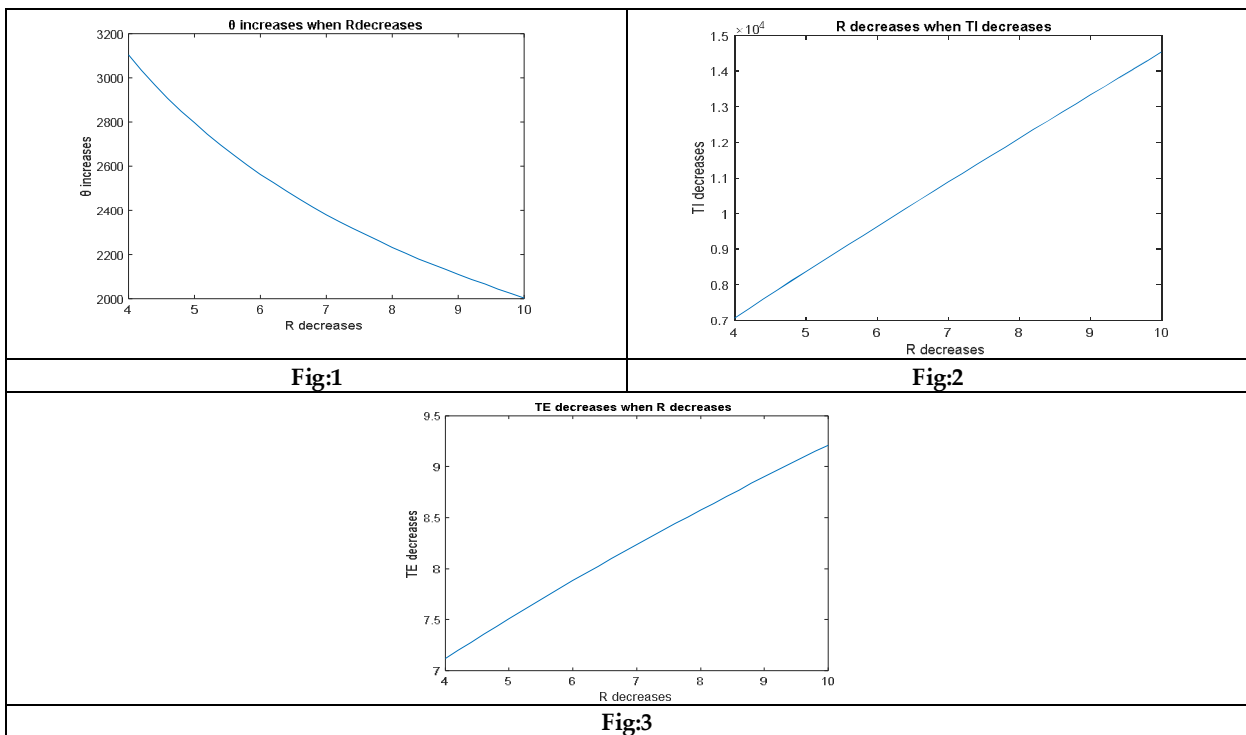 θ increases when Rdecreases
3200
3000
2800
2600
2400
2200
2000
θ increases
4 5 6 7 8 9 10
R decreases
Fig:1
R decreases when TI decreases
×10⁴
1.5
1.4
1.3
1.2
1.1
1
0.9
0.8
0.7
TI decreases
4 5 6 7 8 9 10
R decreases
Fig:2
TE decreases when R decreases
9.5
9
8.5
8
7.5
7
TE decreases
4 5 6 7 8 9 10
R decreases
Fig:3